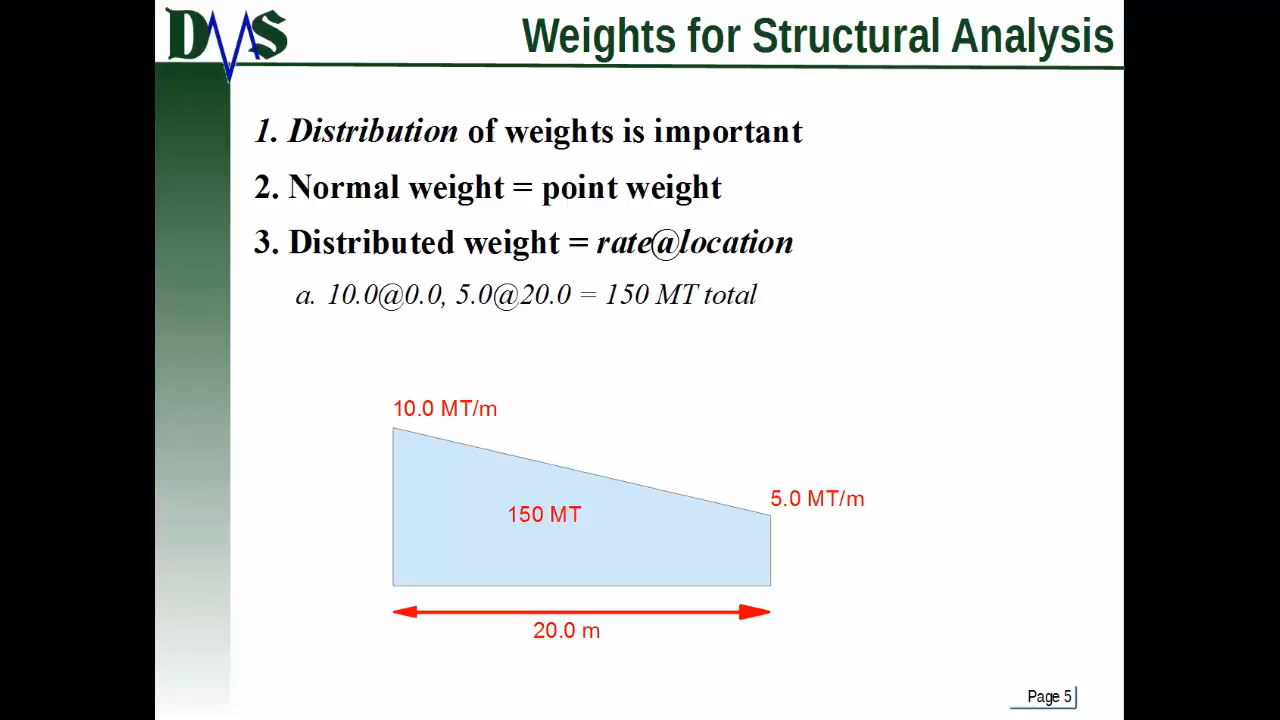 DMS
Weights for Structural Analysis
1. Distribution of weights is important
2. Normal weight = point weight
3. Distributed weight = rate@location
a. 10.0@0.0, 5.0@20.0 = 150 MT total
10.0 MT/m
5.0 MT/m
150 MT
20.0 m
Page 5